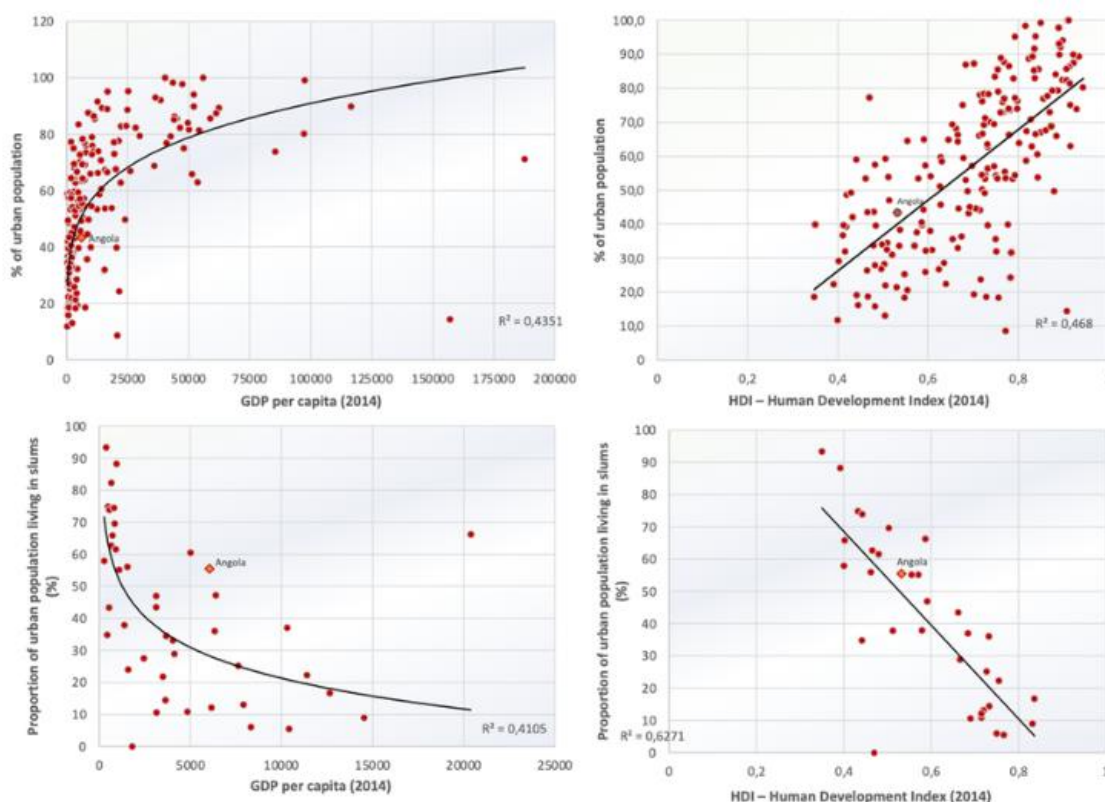 120
100
80
60
40
20
0
% of urban population
Angola
R² = 0,4351
0 25000 50000 75000 100000 125000 150000 175000 200000
GDP per capita (2014)
100,0
90,0
80,0
70,0
60,0
50,0
40,0
30,0
20,0
10,0
0,0
% of urban population
Angola
R² = 0,468
0 0,2 0,4 0,6 0,8 1
HDI – Human Development Index (2014)
100
90
80
70
60
50
40
30
20
10
0
Proportion of urban population living in slums
(%)
Angola
R² = 0,4105
0 5000 10000 15000 20000 25000
GDP per capita (2014)
100
90
80
70
60
50
40
30
20
10
0
Proportion of urban population living in slums
(%)
Angola
R² = 0,6271
0 0,2 0,4 0,6 0,8 1
HDI – Human Development Index (2014)